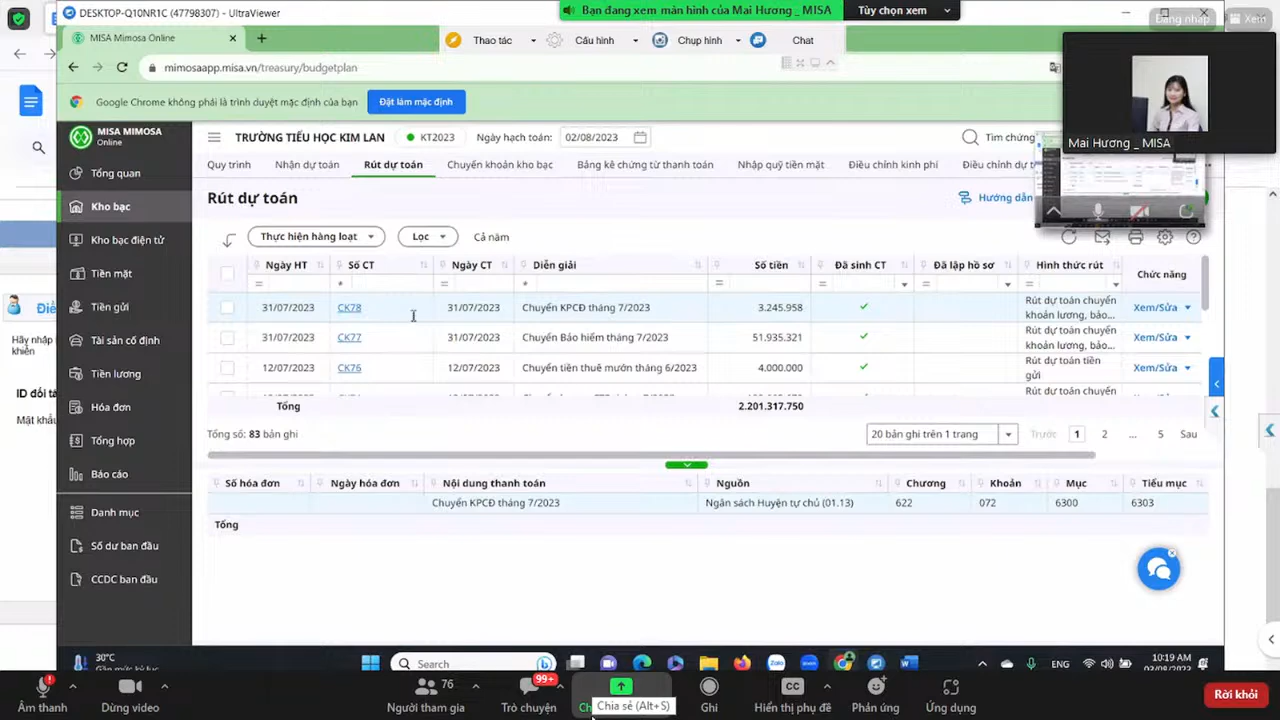 DESKTOP-Q10NR1C (47798307) - UltraViewer
Bạn đang xem màn hình của Mai Hương _ MISA
Tùy chọn xem
Đăng nhập
Xem
MISA Mimosa Online
Thao tác
Cấu hình
Chụp hình
Chat
mimosaapp.misa.vn/treasury/budgetplan
Google Chrome không phải là trình duyệt mặc định của bạn
Đặt làm mặc định
Mai Hương _ MISA
MISA MIMOSA
Online
TRƯỜNG TIỂU HỌC KIM LAN
KT2023
Ngày hạch toán:
02/08/2023
Tìm chứng
Tổng quan
Kho bạc
Kho bạc điện tử
Tiền mặt
Tiền gửi
Tài sản cố định
Tiền lương
Hóa đơn
Tổng hợp
Báo cáo
Danh mục
Số dư ban đầu
CCDC ban đầu
Quy trình
Nhận dự toán
Rút dự toán
Chuyển khoản kho bạc
Bảng kê chứng từ thanh toán
Nhập quỹ tiền mặt
Điều chỉnh kinh phí
Điều chỉnh dự t
Rút dự toán
Hướng dẫn
Thực hiện hàng loạt
Lọc
Cả năm
Ngày HT Số CT Ngày CT Diễn giải Số tiền Đã sinh CT Đã lập hồ sơ Hình thức rút Chức năng
= * = * = = = =
31/07/2023 CK78 31/07/2023 Chuyển KPCĐ tháng 7/2023 3.245.958 Rút dự toán chuyển khoản lương, bảo... Xem/Sửa
31/07/2023 CK77 31/07/2023 Chuyển Bảo hiểm tháng 7/2023 51.935.321 Rút dự toán chuyển khoản lương, bảo... Xem/Sửa
12/07/2023 CK76 12/07/2023 Chuyển tiền thuê mướn tháng 6/2023 4.000.000 Rút dự toán tiền gửi Xem/Sửa
Rút dự toán chuyển
Tổng 2.201.317.750
Tổng số: 83 bản ghi
20 bản ghi trên 1 trang
Trước 1 2 ... 5 Sau
Số hóa đơn Ngày hóa đơn Nội dung thanh toán Nguồn Chương Khoản Mục Tiểu mục
Chuyển KPCĐ tháng 7/2023 Ngân sách Huyện tự chủ (01.13) 622 072 6300 6303
Tổng
Điề
Hãy nhập
khiển
ID đối tá
Mật khẩu
30°C
Search
ENG
10:19 AM
Âm thanh
Dừng video
76
Người tham gia
99+
Trò chuyện
Chia sẻ (Alt+S)
Ghi
CC
Hiển thị phụ đề
Phản ứng
Ứng dụng
Rời khỏi